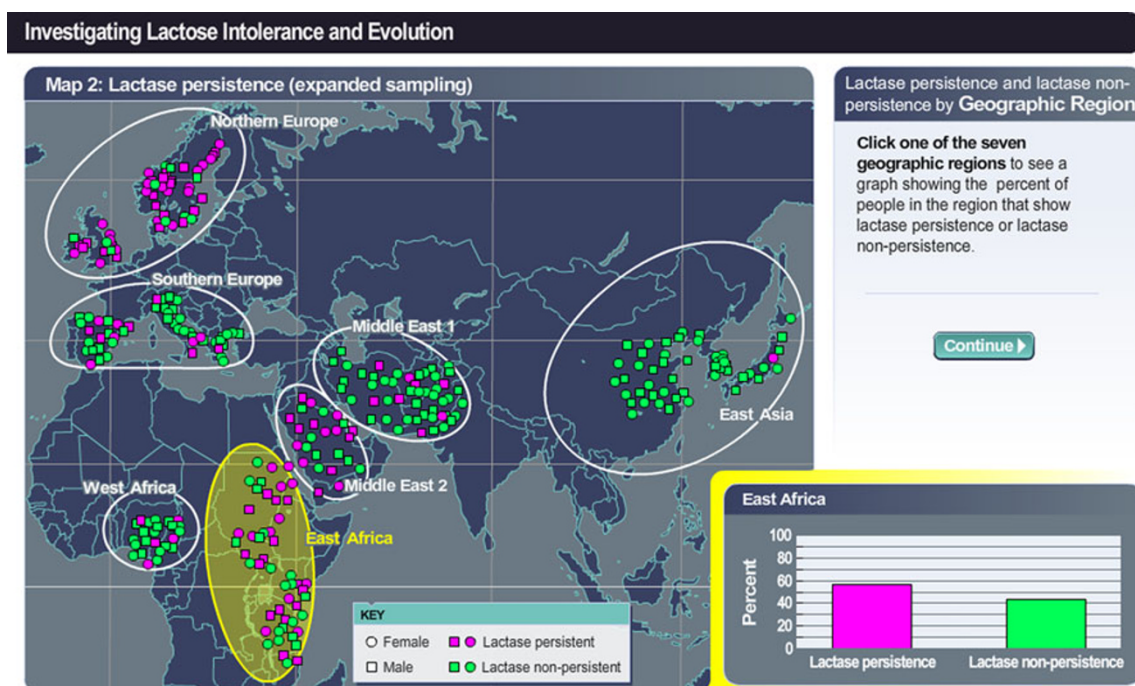 Investigating Lactose Intolerance and Evolution
Map 2: Lactase persistence (expanded sampling)
Northern Europe
Southern Europe
Middle East 1
East Asia
Middle East 2
West Africa
East Africa
KEY
Female
Lactase persistent
Male
Lactase non-persistent
Lactase persistence and lactase non-
persistence by Geographic Region
Click one of the seven
geographic regions to see a
graph showing the percent of
people in the region that show
lactase persistence or lactase
non-persistence.
Continue
East Africa
Percent
100
80
60
40
20
0
Lactase persistence
Lactase non-persistence